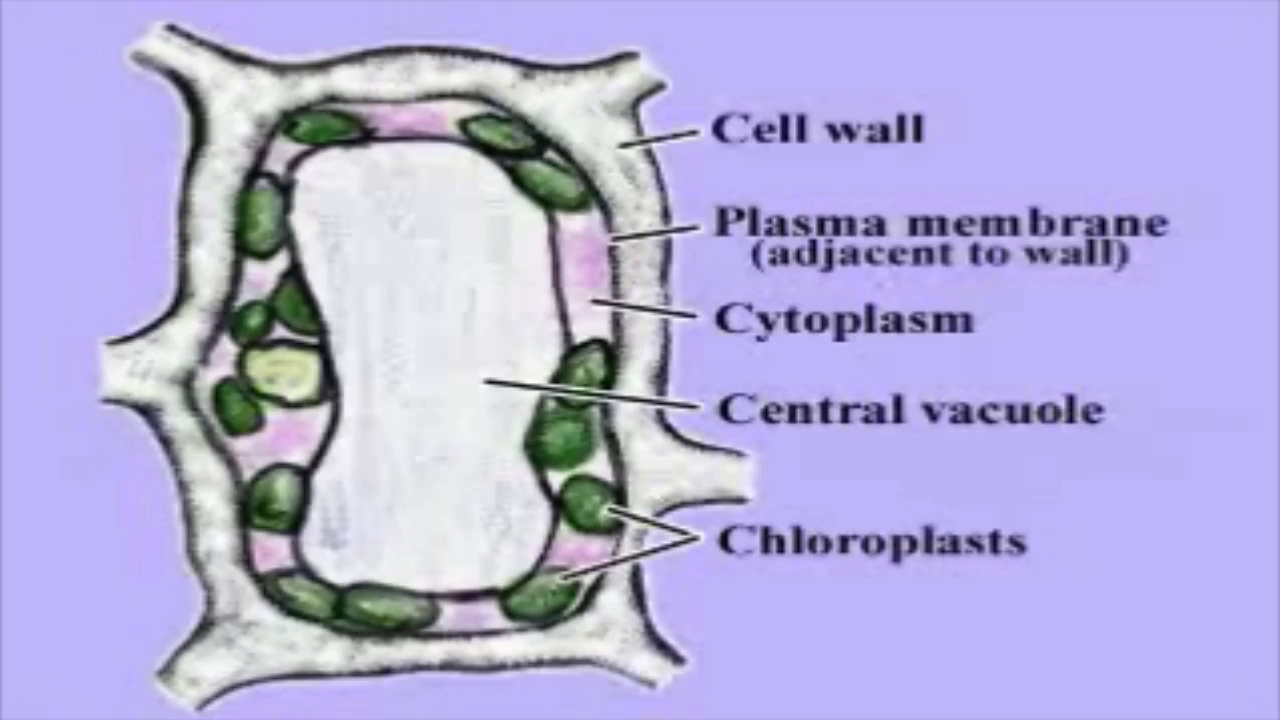 Cell wall
Plasma membrane
(adjacent to wall)
Cytoplasm
Central vacuole
Chloroplasts